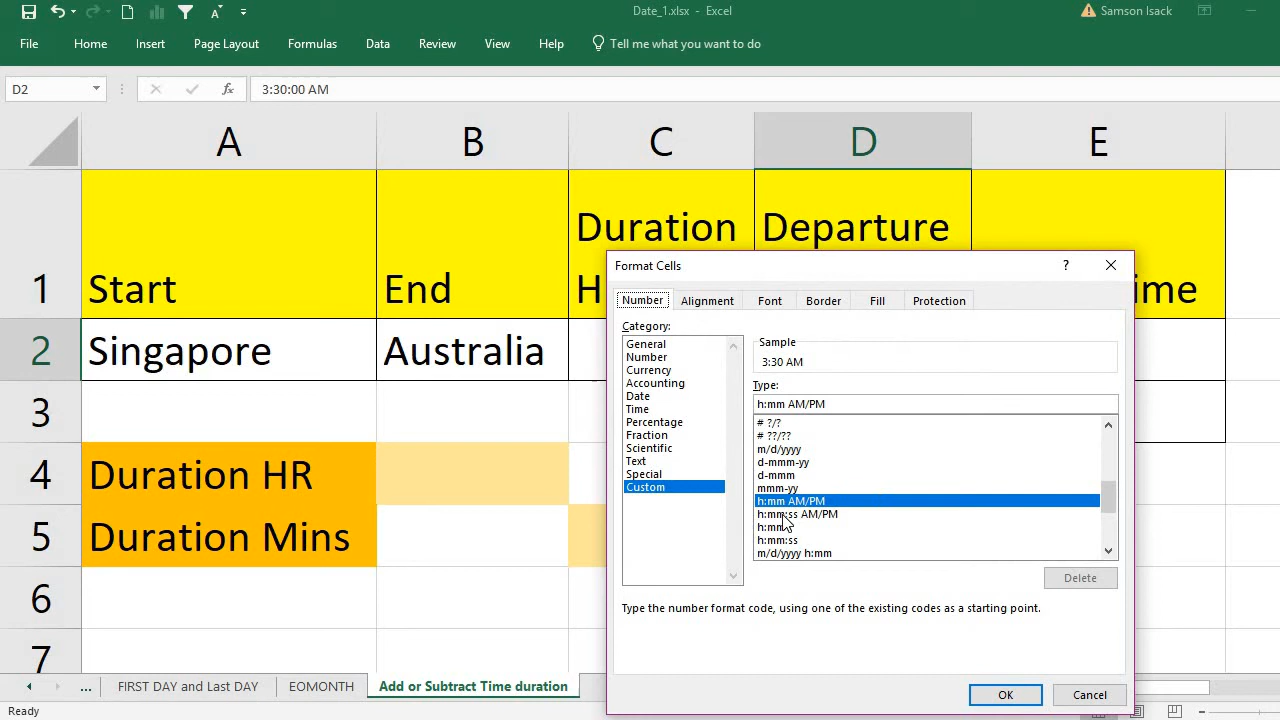 Date_1.xlsx - Excel
Samson Isack
File Home Insert Page Layout Formulas Data Review View Help Tell me what you want to do
D2 fx 3:30:00 AM
A B C D E
Duration Departure
1 Start End H ime
2 Singapore Australia
3
4 Duration HR
5 Duration Mins
6
7
Format Cells ?
Number Alignment Font Border Fill Protection
Category:
General
Number
Currency
Accounting
Date
Time
Percentage
Fraction
Scientific
Text
Special
Custom
Sample
3:30 AM
Type:
h:mm AM/PM
# ?/?
# ??/??
m/d/yyyy
d-mmm-yy
d-mmm
mmm-yy
h:mm AM/PM
h:mm:ss AM/PM
h:mm
h:mm:ss
m/d/yyyy h:mm
Delete
Type the number format code, using one of the existing codes as a starting point.
OK Cancel
... FIRST DAY and Last DAY EOMONTH Add or Subtract Time duration
Ready